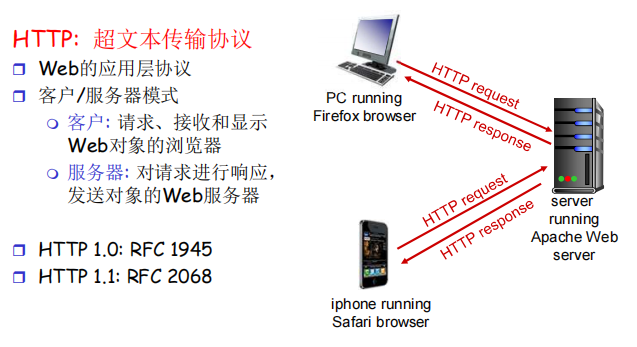 HTTP: 超文本传输协议
Web的应用层协议
客户/服务器模式
客户: 请求、接收和显示
Web对象的浏览器
服务器: 对请求进行响应，
发送对象的Web服务器
HTTP 1.0: RFC 1945
HTTP 1.1: RFC 2068
PC running
Firefox browser
HTTP request
HTTP response
HTTP request
HTTP response
server
running
Apache Web
server
iphone running
Safari browser